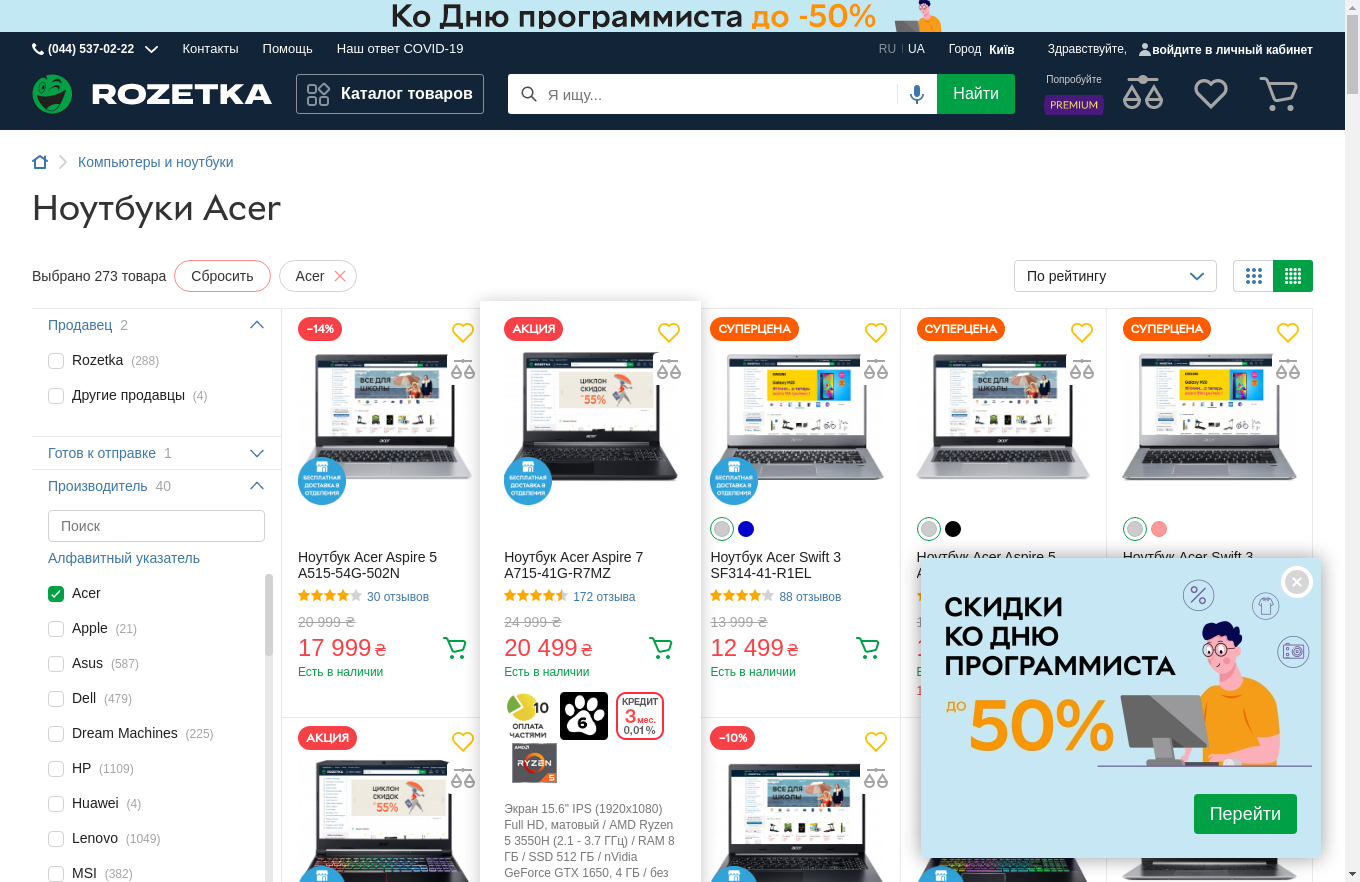 Ко Дню программиста до -50%
(044) 537-02-22
Контакты
Помощь
Наш ответ COVID-19
RU
UA
Город Київ
Здравствуйте, войдите в личный кабинет
ROZETKA
Каталог товаров
Я ищу...
Найти
Попробуйте
PREMIUM
Компьютеры и ноутбуки
Ноутбуки Acer
Выбрано 273 товара
Сбросить
Acer
По рейтингу
Продавец 2
Rozetka (288)
Другие продавцы (4)
Готов к отправке 1
Производитель 40
Поиск
Алфавитный указатель
Acer
Apple (21)
Asus (587)
Dell (479)
Dream Machines (225)
HP (1109)
Huawei (4)
Lenovo (1049)
MSI (382)
−14%
БЕСПЛАТНАЯ
ДОСТАВКА В
ОТДЕЛЕНИЯ
Ноутбук Acer Aspire 5
A515-54G-502N
30 отзывов
20 999 ₴
17 999 ₴
Есть в наличии
АКЦИЯ
ЦИКЛОН
СКИДОК
до -55%
БЕСПЛАТНАЯ
ДОСТАВКА В
ОТДЕЛЕНИЯ
Ноутбук Acer Aspire 7
A715-41G-R7MZ
172 отзыва
24 999 ₴
20 499 ₴
Есть в наличии
10
ОПЛАТА
ЧАСТЯМИ
6
КРЕДИТ
3 мес.
0,01%
AMD
RYZEN
5
Экран 15.6" IPS (1920x1080)
Full HD, матовый / AMD Ryzen
5 3550H (2.1 - 3.7 ГГц) / RAM 8
ГБ / SSD 512 ГБ / nVidia
GeForce GTX 1650, 4 ГБ / без
СУПЕРЦЕНА
БЕСПЛАТНАЯ
ДОСТАВКА В
ОТДЕЛЕНИЯ
Ноутбук Acer Swift 3
SF314-41-R1EL
88 отзывов
13 999 ₴
12 499 ₴
Есть в наличии
СУПЕРЦЕНА
Ноутбук Acer Aspire 5
СУПЕРЦЕНА
Ноутбук Acer Swift 3
АКЦИЯ
ЦИКЛОН
СКИДОК
до -55%
−10%
ВСЕ ДЛЯ
ШКОЛЫ
СКИДКИ
КО ДНЮ
ПРОГРАММИСТА
ДО 50%
Перейти